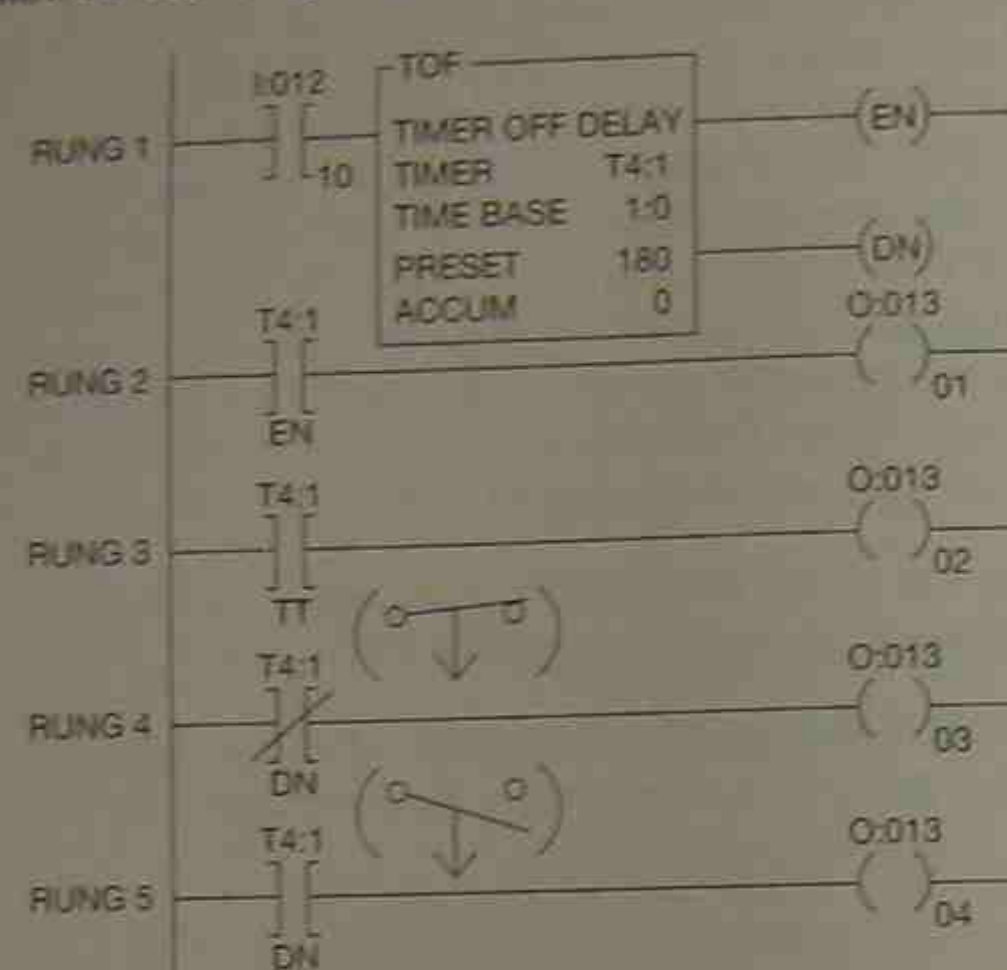 TOF
I:012
RUNG 1
10
TIMER OFF DELAY
TIMER T4:1
TIME BASE 1:0
PRESET 180
ACCUM 0
(EN)
(DN)
T4:1
O:013
RUNG 2
EN
01
T4:1
O:013
RUNG 3
TT
02
T4:1
O:013
RUNG 4
DN
03
T4:1
O:013
RUNG 5
DN
04